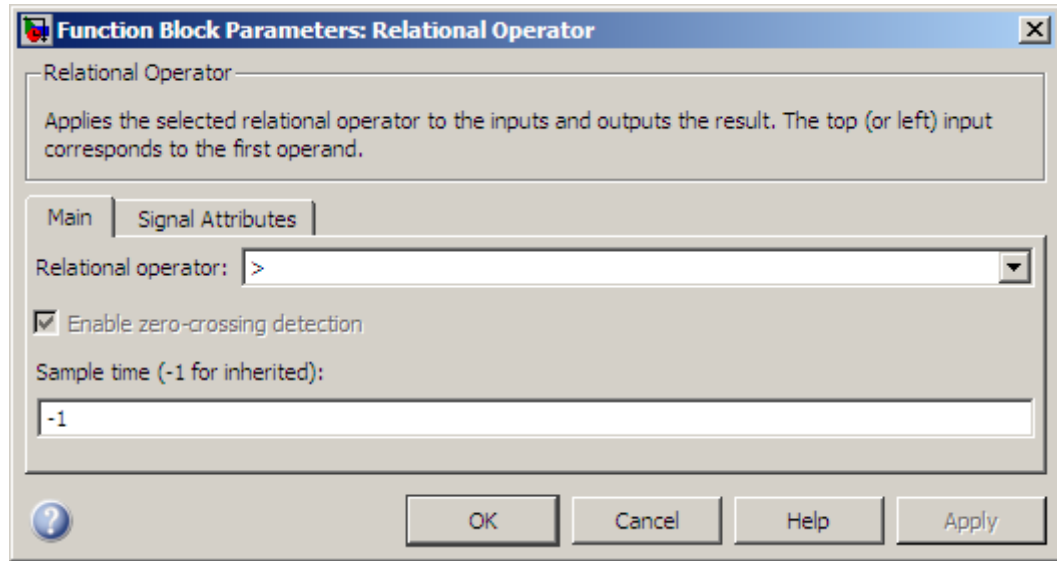 Function Block Parameters: Relational Operator
Relational Operator
Applies the selected relational operator to the inputs and outputs the result. The top (or left) input
corresponds to the first operand.
Main
Signal Attributes
Relational operator: >
Enable zero-crossing detection
Sample time (-1 for inherited):
-1
?
OK
Cancel
Help
Apply